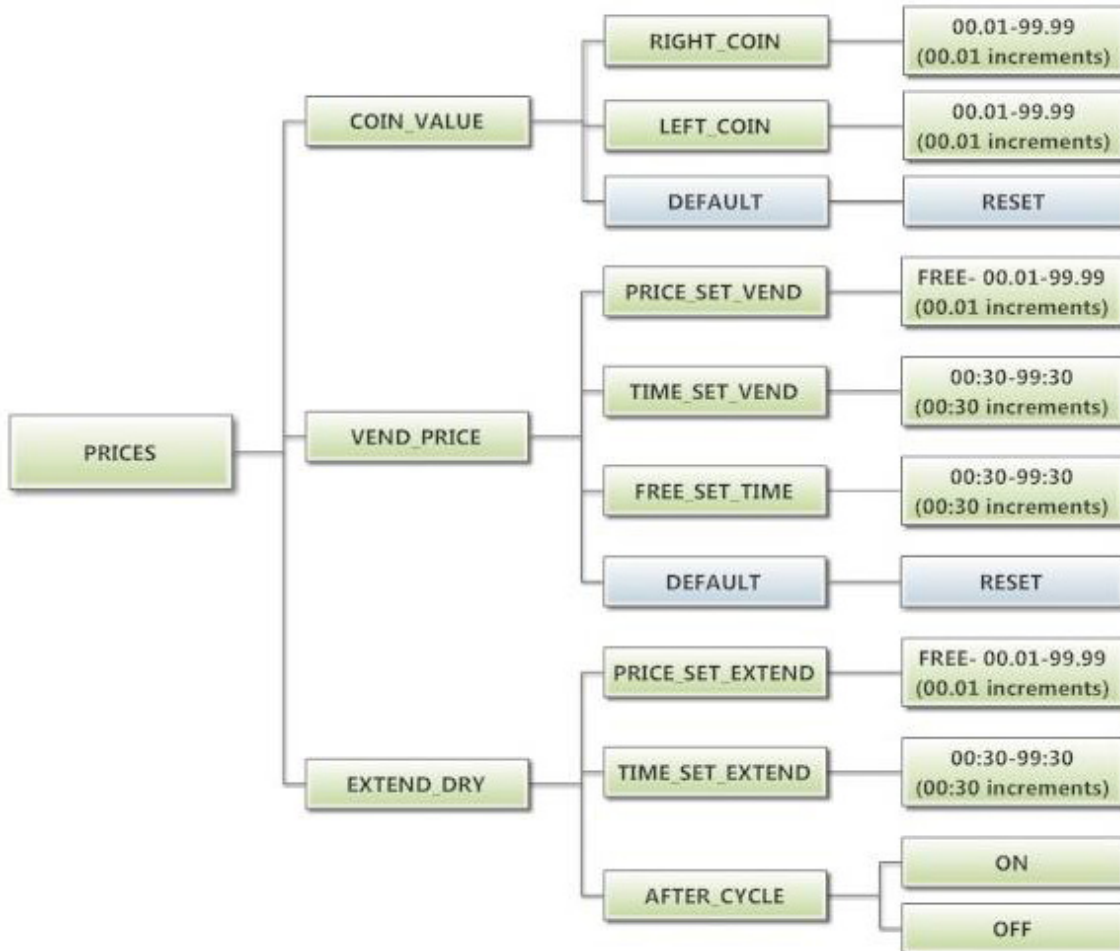 PRICES
COIN_VALUE
RIGHT_COIN
00.01-99.99
(00.01 increments)
LEFT_COIN
00.01-99.99
(00.01 increments)
DEFAULT
RESET
VEND_PRICE
PRICE_SET_VEND
FREE- 00.01-99.99
(00.01 increments)
TIME_SET_VEND
00:30-99:30
(00:30 increments)
FREE_SET_TIME
00:30-99:30
(00:30 increments)
DEFAULT
RESET
EXTEND_DRY
PRICE_SET_EXTEND
FREE- 00.01-99.99
(00.01 increments)
TIME_SET_EXTEND
00:30-99:30
(00:30 increments)
AFTER_CYCLE
ON
OFF